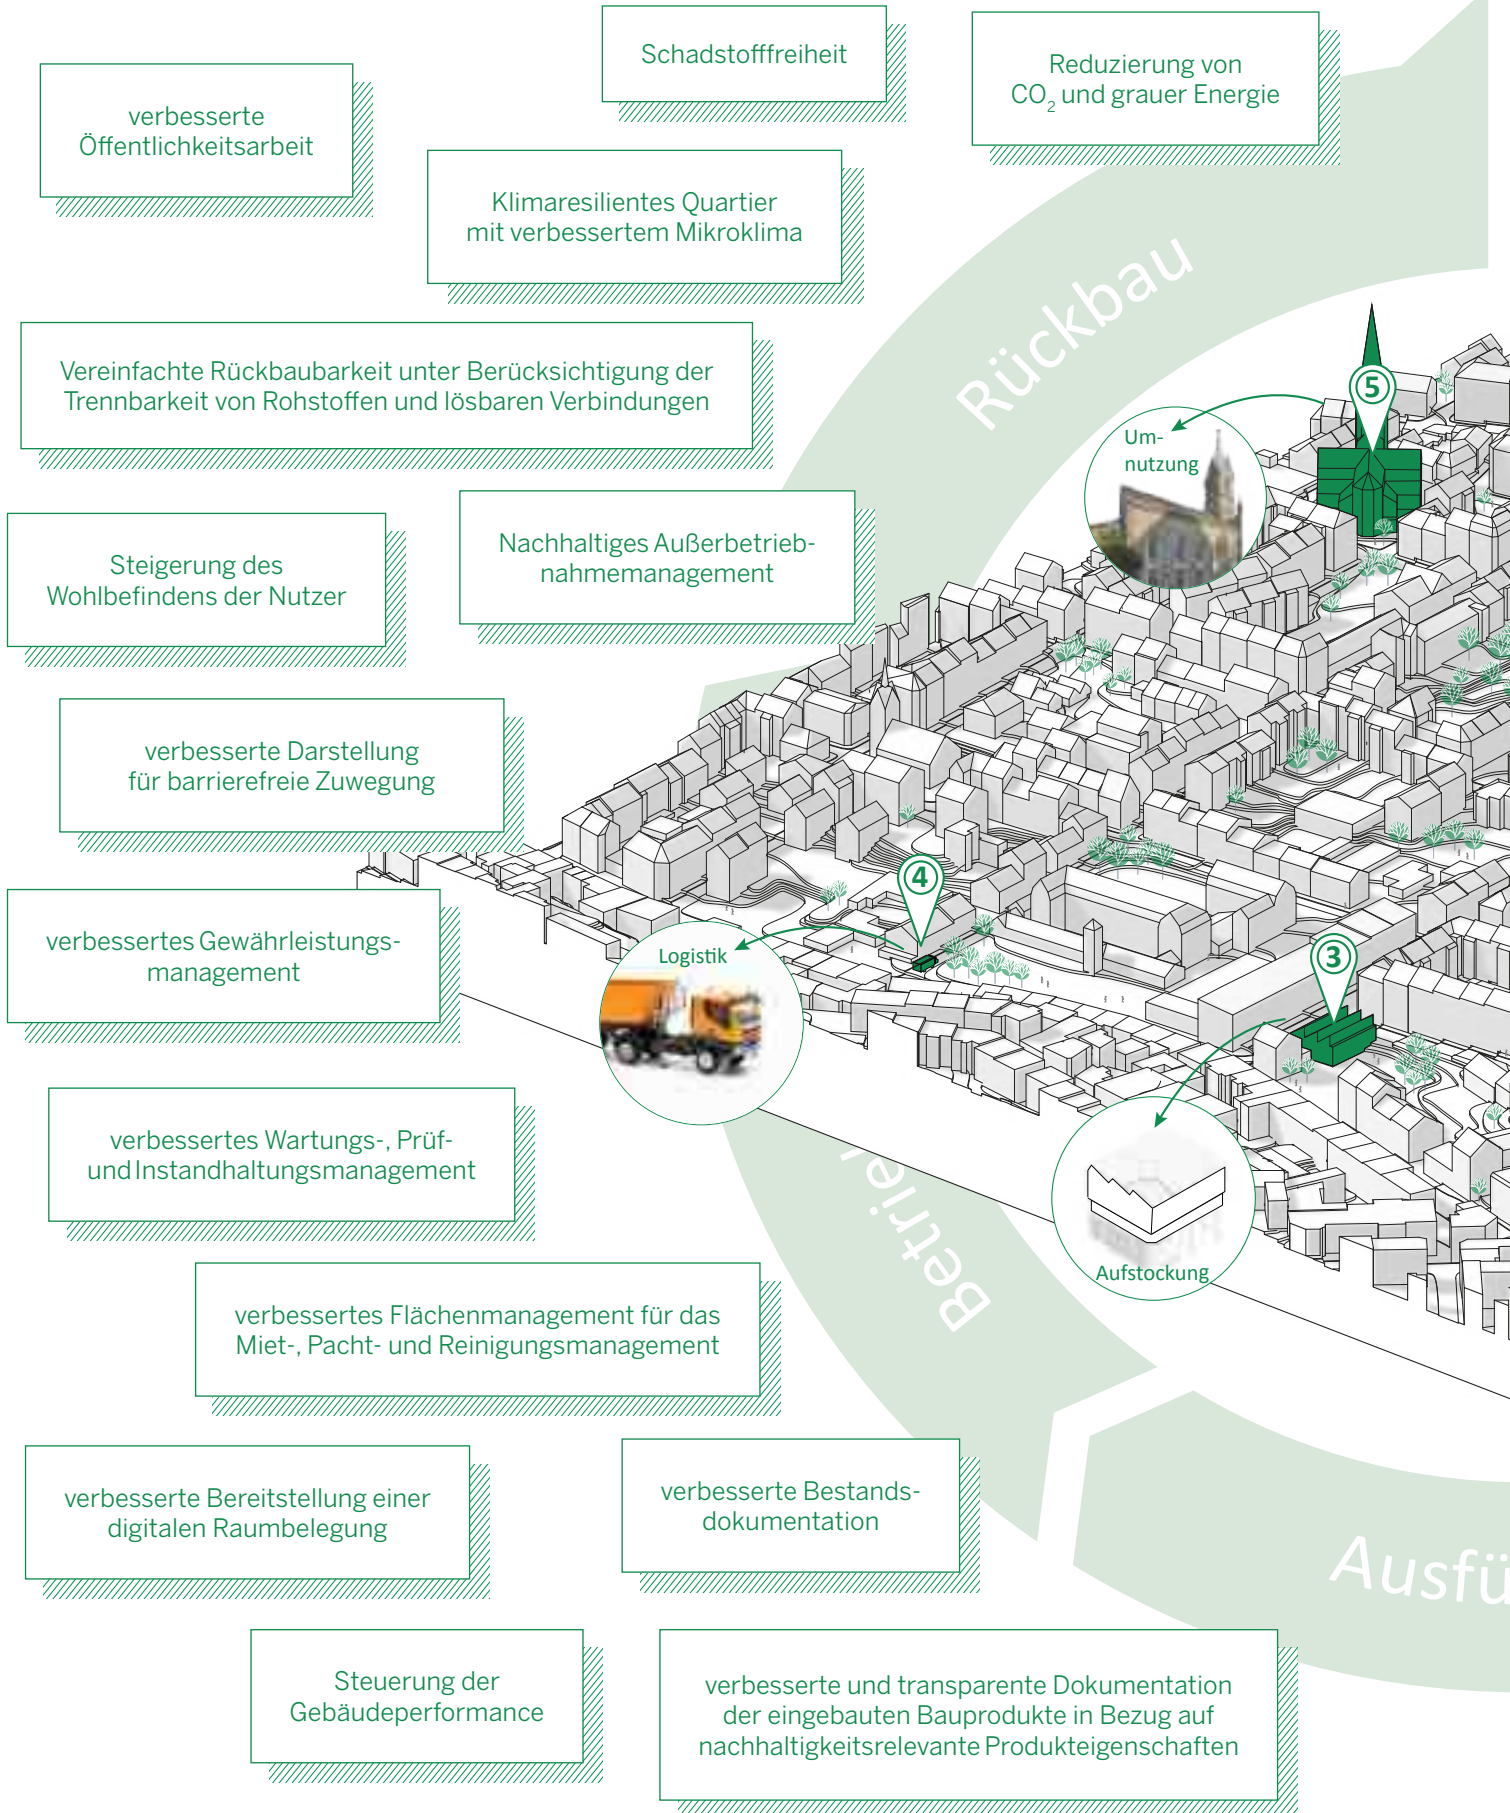 Schadstofffreiheit
Reduzierung von
CO₂ und grauer Energie
verbesserte
Öffentlichkeitsarbeit
Klimaresilientes Quartier
mit verbessertem Mikroklima
Rückbau
Vereinfachte Rückbaubarkeit unter Berücksichtigung der
Trennbarkeit von Rohstoffen und lösbaren Verbindungen
5
Um-
nutzung
Nachhaltiges Außerbetrieb-
nahmemanagement
Steigerung des
Wohlbefindens der Nutzer
verbesserte Darstellung
für barrierefreie Zuwegung
4
Logistik
3
verbessertes Gewährleistungs-
management
verbessertes Wartungs-, Prüf-
und Instandhaltungsmanagement
Betrieb
Aufstockung
verbessertes Flächenmanagement für das
Miet-, Pacht- und Reinigungsmanagement
verbesserte Bereitstellung einer
digitalen Raumbelegung
verbesserte Bestands-
dokumentation
Ausfü
Steuerung der
Gebäudeperformance
verbesserte und transparente Dokumentation
der eingebauten Bauprodukte in Bezug auf
nachhaltigkeitsrelevante Produkteigenschaften